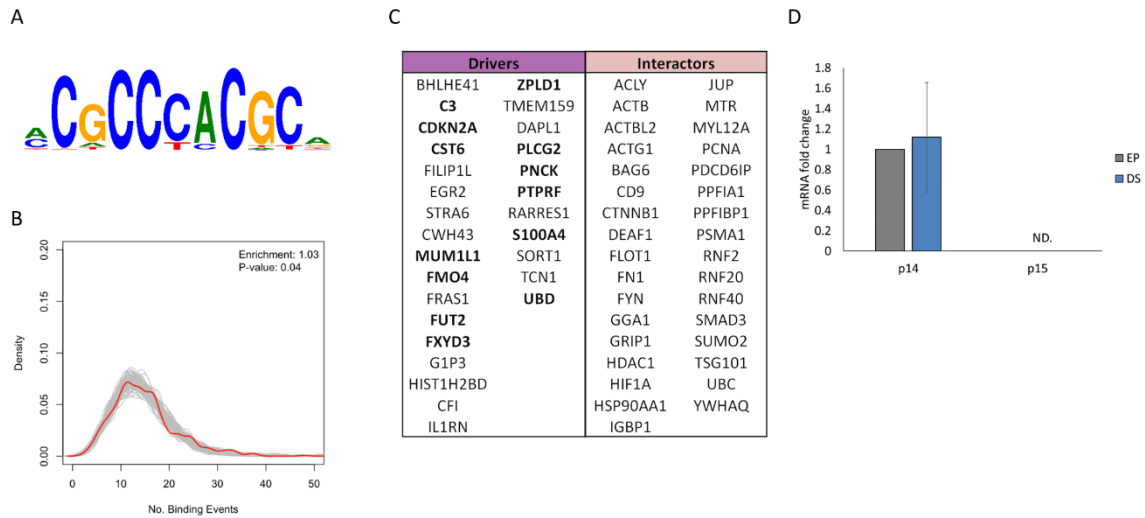 A
ACGCCCACGCA
B
Enrichment: 1.03
P-value: 0.04
0.20
0.15
0.10
0.05
0.00
Density
0 10 20 30 40 50
No. Binding Events
C
Drivers Interactors
BHLHE41 ZPLD1 ACLY JUP
C3 TMEM159 ACTB MTR
CDKN2A DAPL1 ACTBL2 MYL12A
CST6 PLCG2 ACTG1 PCNA
FILIP1L PNCK BAG6 PDCD6IP
EGR2 PTPRF CD9 PPFIA1
STRA6 RARRES1 CTNNB1 PPFIBP1
CWH43 S100A4 DEAF1 PSMA1
MUM1L1 SORT1 FLOT1 RNF2
FMO4 TCN1 FN1 RNF20
FRAS1 UBD FYN RNF40
FUT2 GGA1 SMAD3
FXYD3 GRIP1 SUMO2
G1P3 HDAC1 TSG101
HIST1H2BD HIF1A UBC
CFI HSP90AA1 YWHAQ
IL1RN IGBP1
D
1.8
1.6
1.4
1.2
1
0.8
0.6
0.4
0.2
0
mRNA fold change
ND.
p14 p15
EP
DS